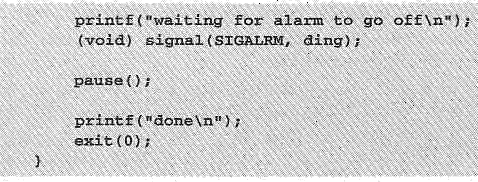 printf("waiting for alarm to go off\n");
(void) signal(SIGALRM, ding);
pause();
printf("done\n");
exit(0);
}